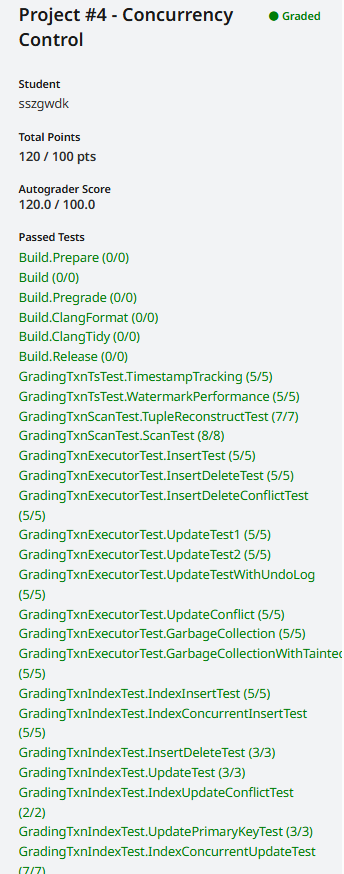 Project #4 - Concurrency
Control
Graded
Student
sszgwdk
Total Points
120 / 100 pts
Autograder Score
120.0 / 100.0
Passed Tests
Build.Prepare (0/0)
Build (0/0)
Build.Pregrade (0/0)
Build.ClangFormat (0/0)
Build.ClangTidy (0/0)
Build.Release (0/0)
GradingTxnTsTest.TimestampTracking (5/5)
GradingTxnTsTest.WatermarkPerformance (5/5)
GradingTxnScanTest.TupleReconstructTest (7/7)
GradingTxnScanTest.ScanTest (8/8)
GradingTxnExecutorTest.InsertTest (5/5)
GradingTxnExecutorTest.InsertDeleteTest (5/5)
GradingTxnExecutorTest.InsertDeleteConflictTest
(5/5)
GradingTxnExecutorTest.UpdateTest1 (5/5)
GradingTxnExecutorTest.UpdateTest2 (5/5)
GradingTxnExecutorTest.UpdateTestWithUndoLog
(5/5)
GradingTxnExecutorTest.UpdateConflict (5/5)
GradingTxnExecutorTest.GarbageCollection (5/5)
GradingTxnExecutorTest.GarbageCollectionWithTainted
(5/5)
GradingTxnIndexTest.IndexInsertTest (5/5)
GradingTxnIndexTest.IndexConcurrentInsertTest
(5/5)
GradingTxnIndexTest.InsertDeleteTest (3/3)
GradingTxnIndexTest.UpdateTest (3/3)
GradingTxnIndexTest.IndexUpdateConflictTest
(2/2)
GradingTxnIndexTest.UpdatePrimaryKeyTest (3/3)
GradingTxnIndexTest.IndexConcurrentUpdateTest
(7/7)